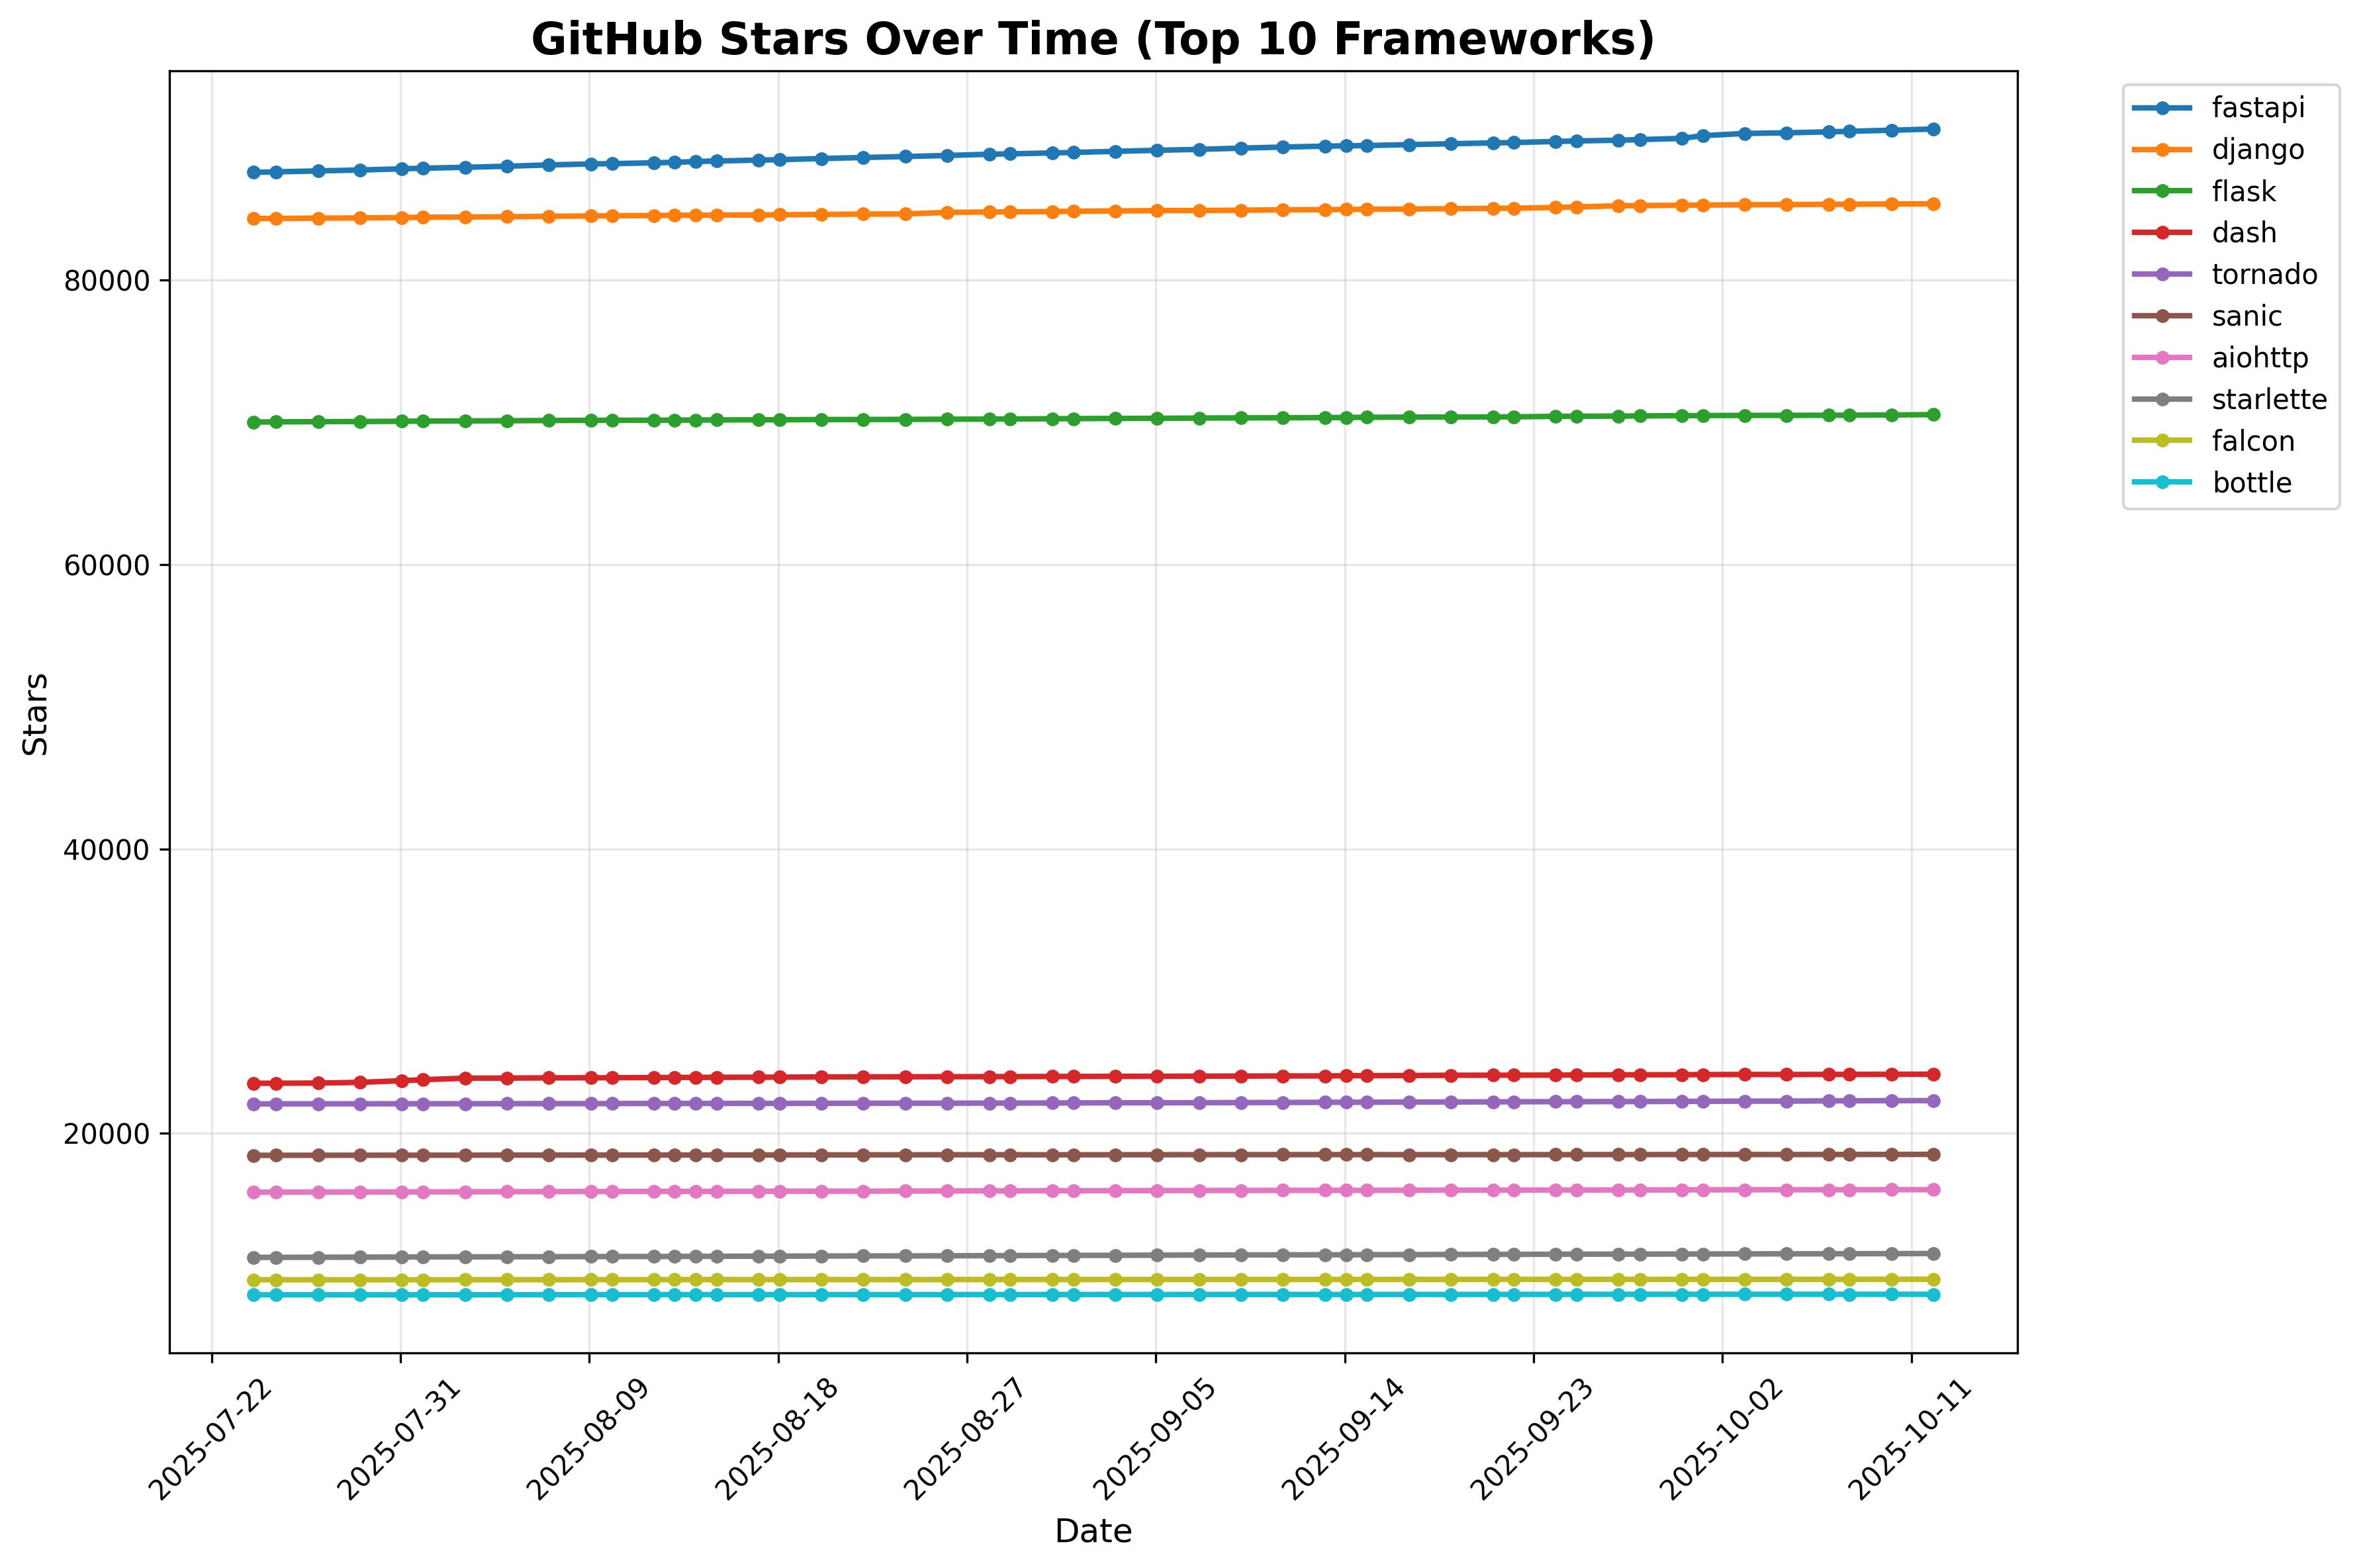 GitHub Stars Over Time (Top 10 Frameworks)
fastapi
django
flask
dash
tornado
sanic
aiohttp
starlette
falcon
bottle
Stars
80000
60000
40000
20000
2025-07-22
2025-07-31
2025-08-09
2025-08-18
2025-08-27
2025-09-05
2025-09-14
2025-09-23
2025-10-02
2025-10-11
Date